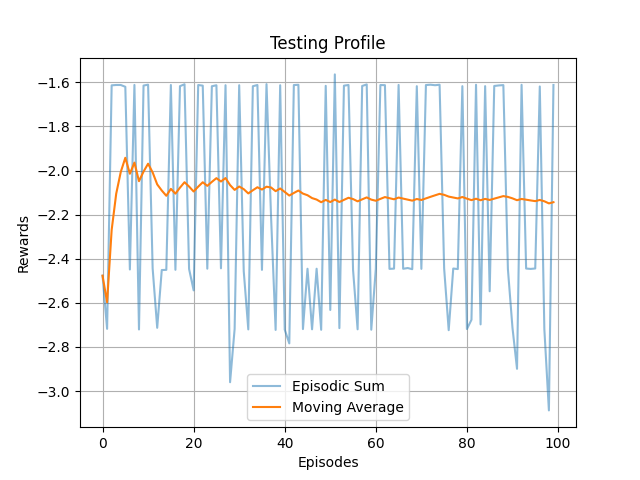 Testing Profile
Rewards
−1.6
−1.8
−2.0
−2.2
−2.4
−2.6
−2.8
−3.0
Episodic Sum
Moving Average
0 20 40 60 80 100
Episodes